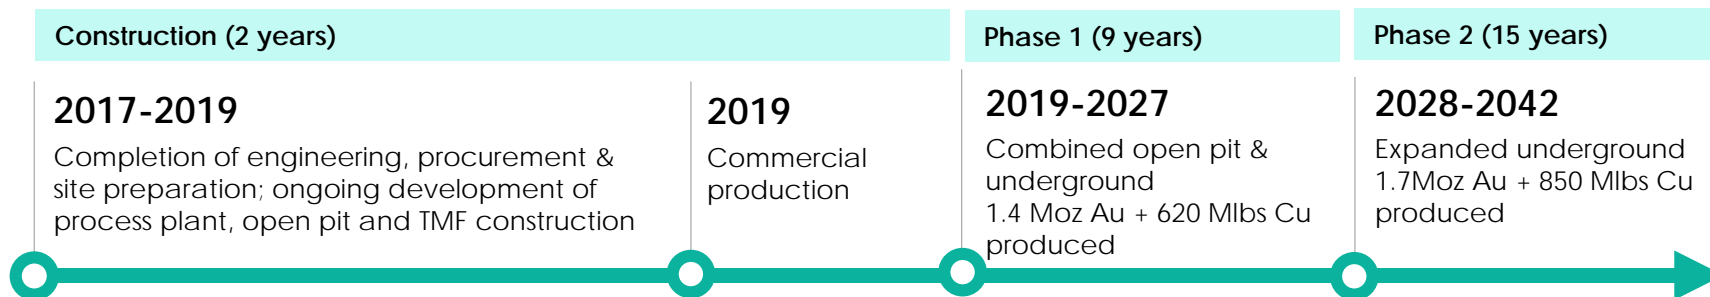 Construction (2 years)
2017-2019
Completion of engineering, procurement &
site preparation; ongoing development of
process plant, open pit and TMF construction
2019
Commercial
production
Phase 1 (9 years)
2019-2027
Combined open pit &
underground
1.4 Moz Au + 620 Mlbs Cu
produced
Phase 2 (15 years)
2028-2042
Expanded underground
1.7Moz Au + 850 Mlbs Cu
produced